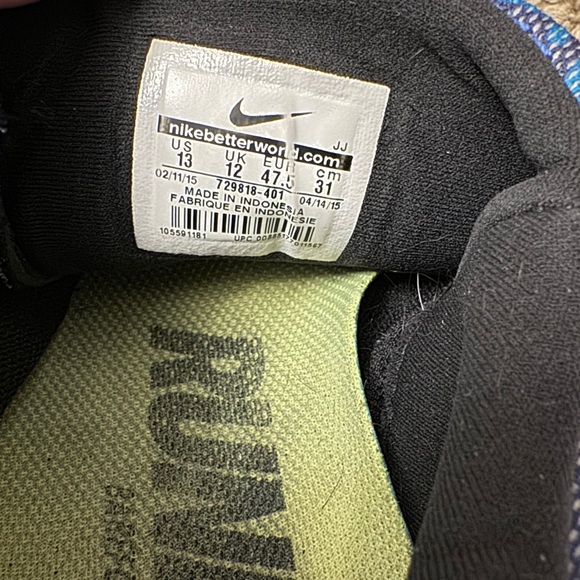 JJ
nikebetterworld.com
US UK EUR cm
13 12 47.5 31
02/11/15 729818-401 04/14/15
MADE IN INDONESIA
FABRIQUE EN INDONESIE
105591181 UPC
RUN